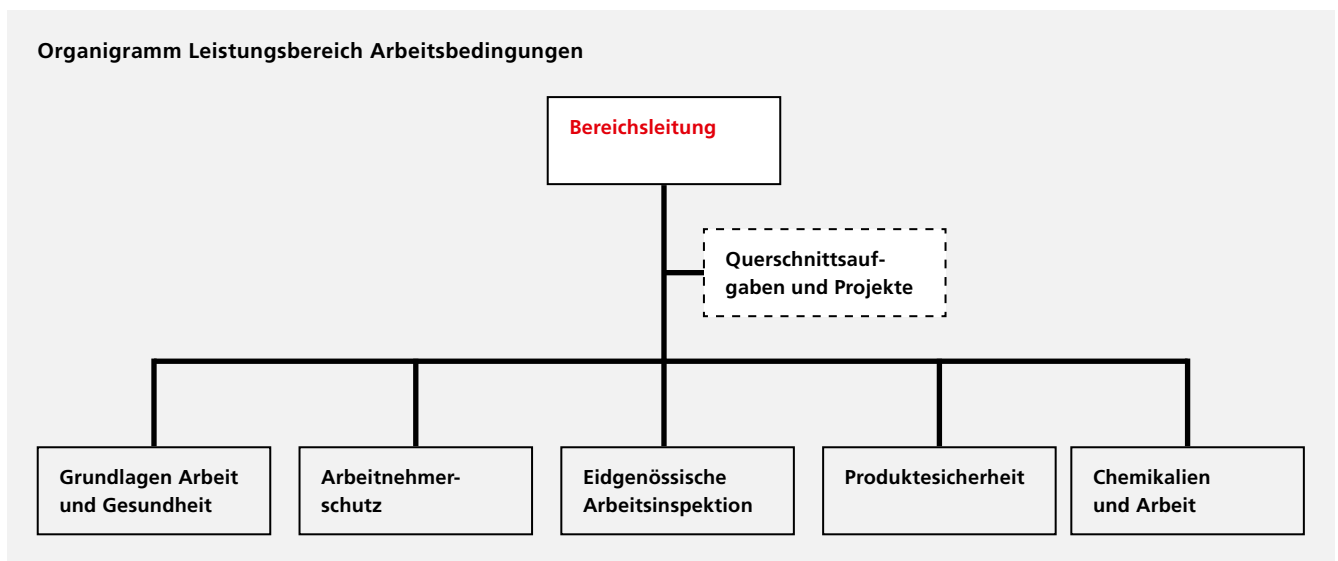 Organigramm Leistungsbereich Arbeitsbedingungen
Bereichsleitung
Querschnittsauf-
gaben und Projekte
Grundlagen Arbeit
und Gesundheit
Arbeitnehmer-
schutz
Eidgenössische
Arbeitsinspektion
Produktesicherheit
Chemikalien
und Arbeit